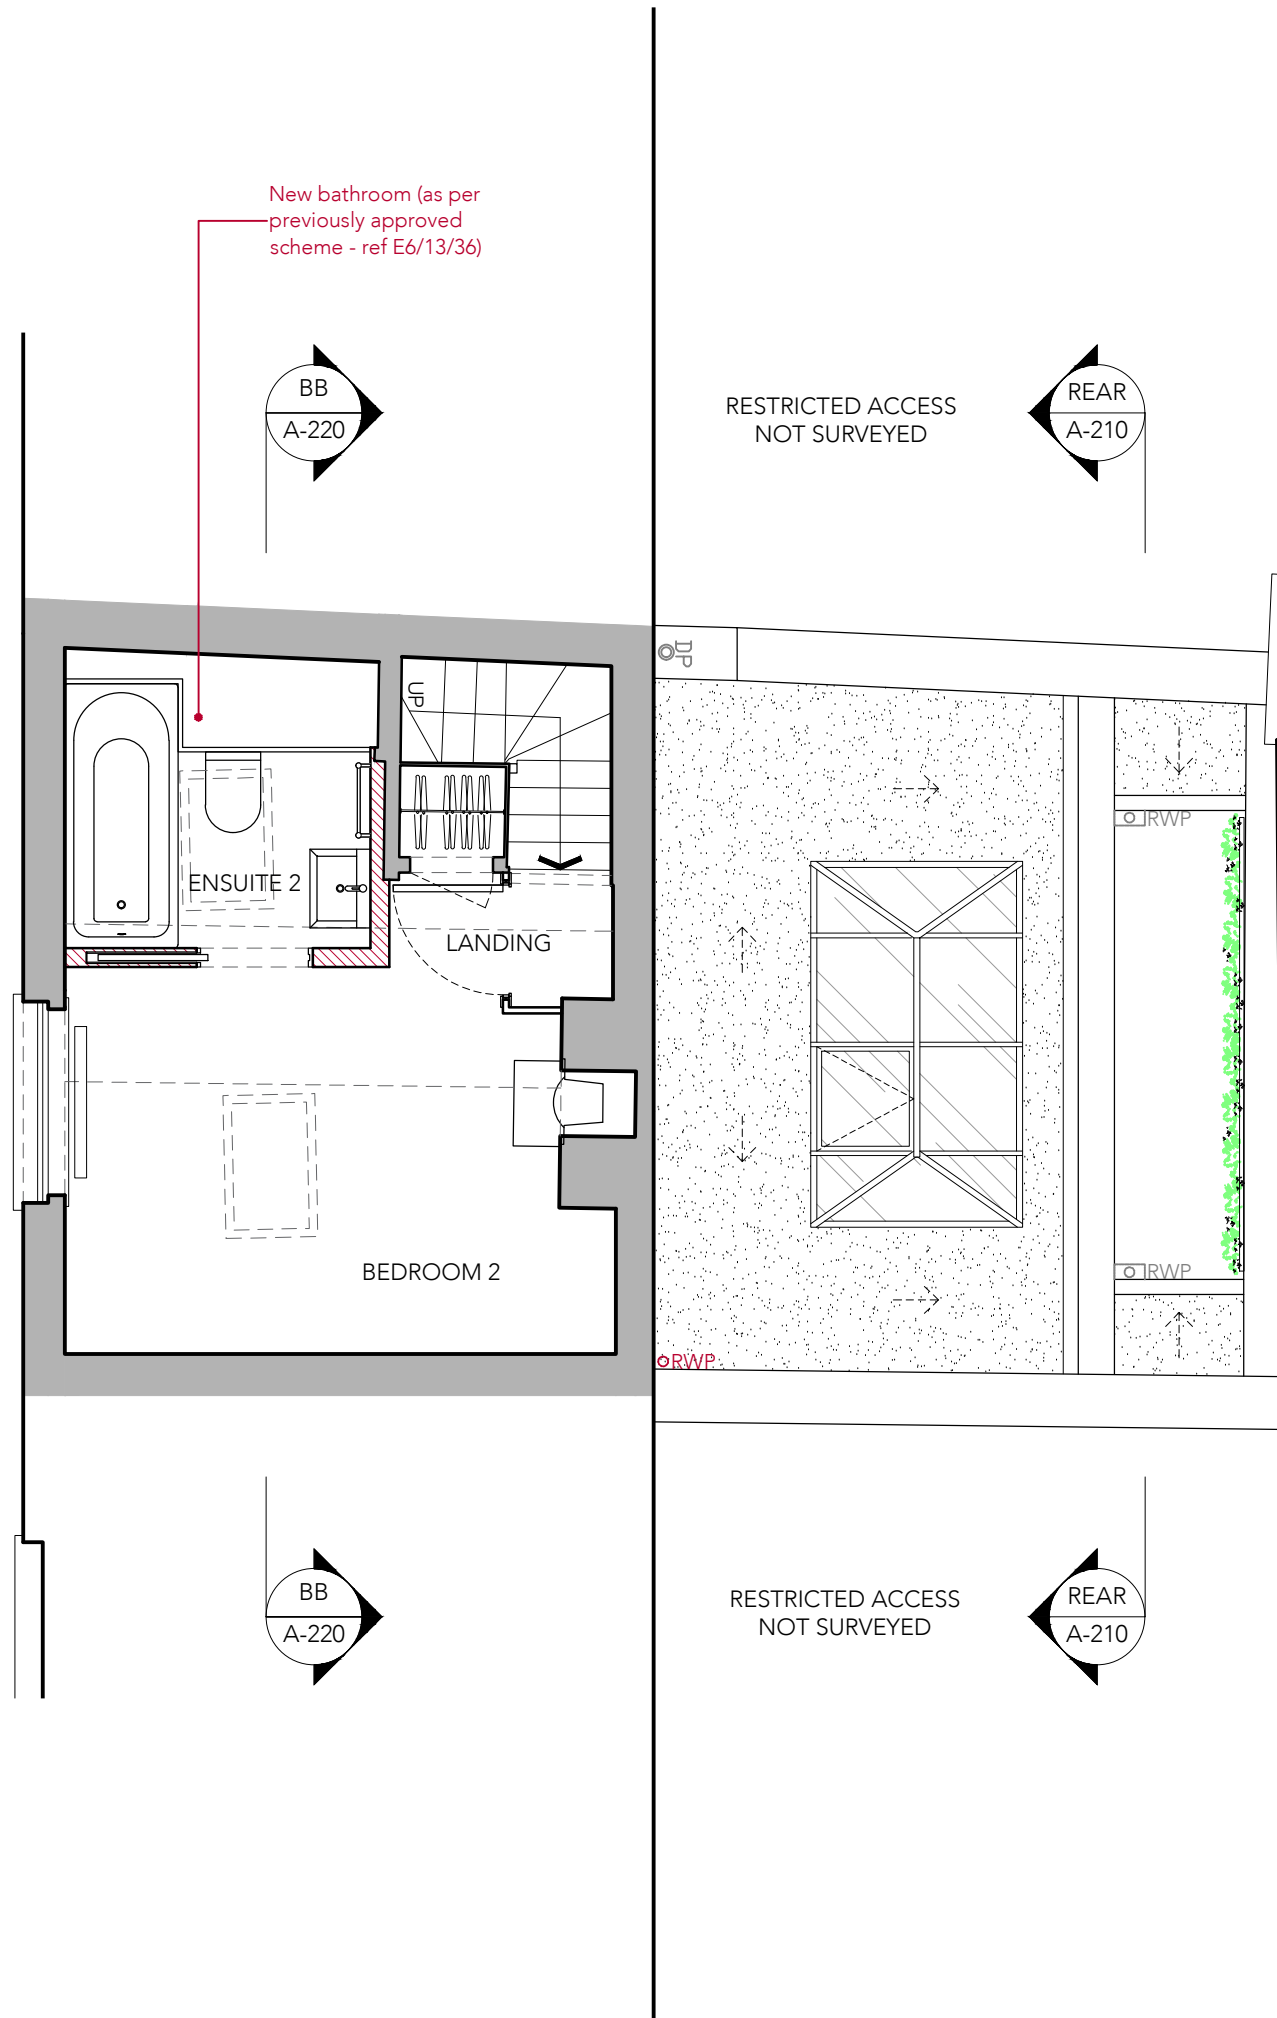 New bathroom (as per
previously approved
scheme - ref E6/13/36)
BB
A-220
RESTRICTED ACCESS
NOT SURVEYED
REAR
A-210
DP
UP
RWP
ENSUITE 2
LANDING
BEDROOM 2
RWP
RWP
BB
A-220
RESTRICTED ACCESS
NOT SURVEYED
REAR
A-210